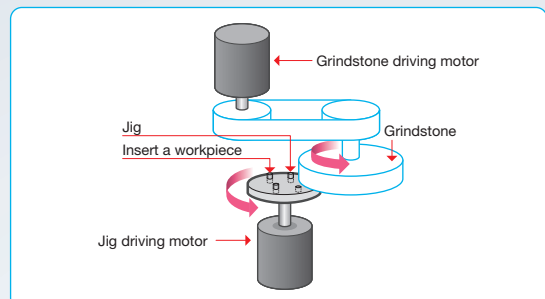 Grindstone driving motor
Jig
Grindstone
Insert a workpiece
Jig driving motor